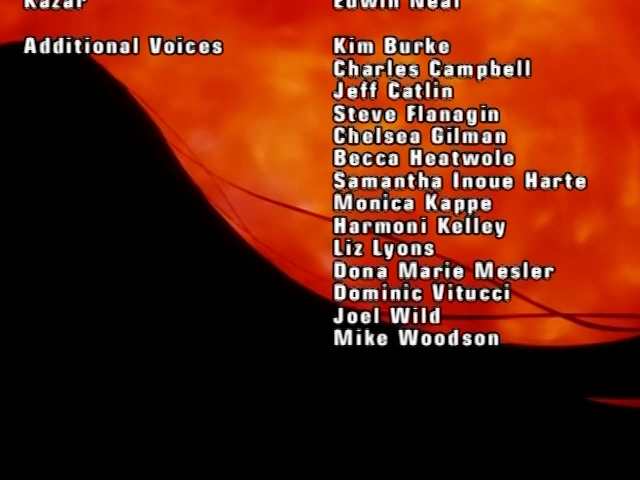 Kazar Edwin Neal
Additional Voices Kim Burke
Charles Campbell
Jeff Catlin
Steve Flanagin
Chelsea Gilman
Becca Heatwole
Samantha Inoue Harte
Monica Kappe
Harmoni Kelley
Liz Lyons
Dona Marie Mesler
Dominic Vitucci
Joel Wild
Mike Woodson